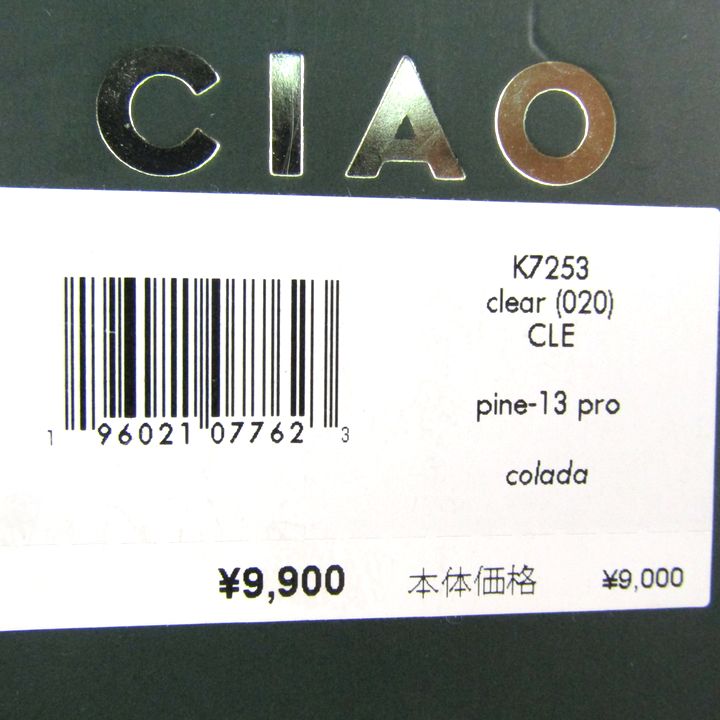 CIAO
K7253
clear (020)
CLE
pine-13 pro
colada
1 96021 07762 3
¥9,900 本体価格 ¥9,000